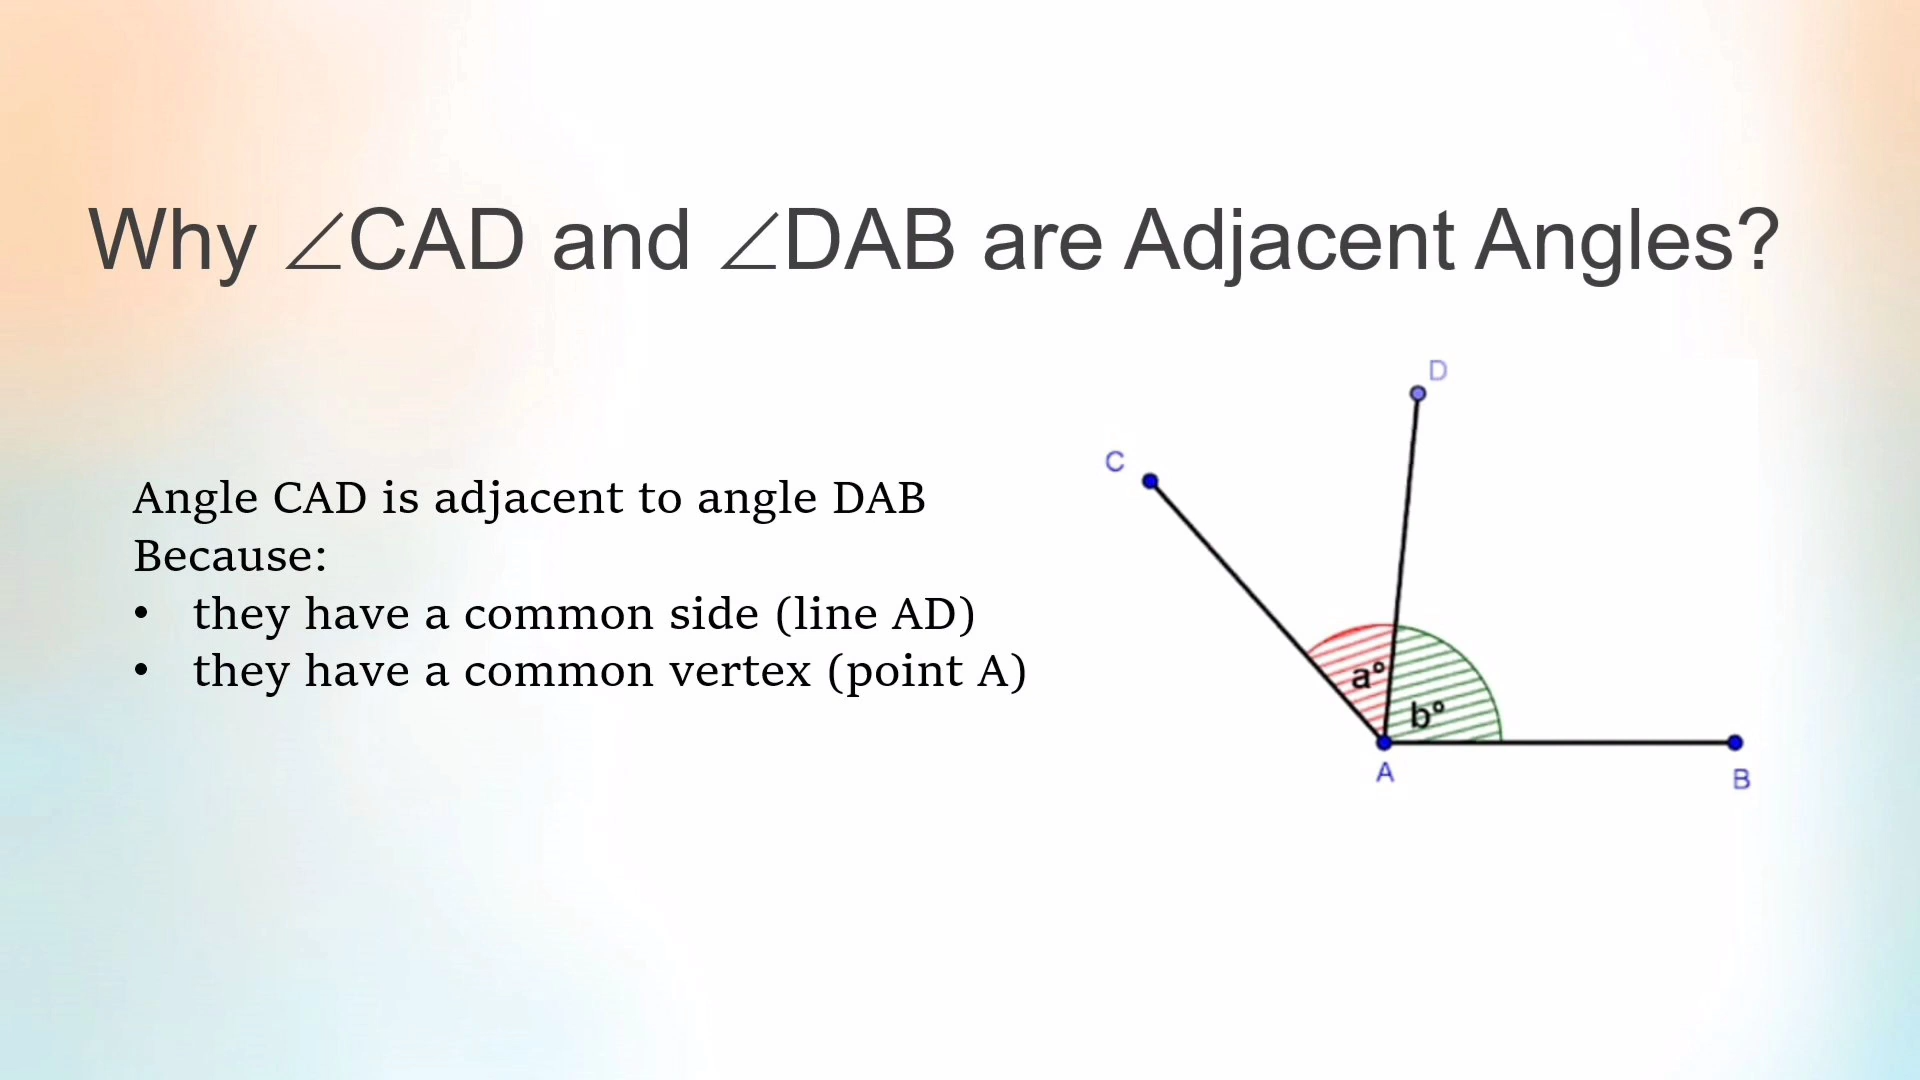 Why ∠CAD and ∠DAB are Adjacent Angles?
Angle CAD is adjacent to angle DAB
Because:
• they have a common side (line AD)
• they have a common vertex (point A)
D
C
a°
b°
A
B